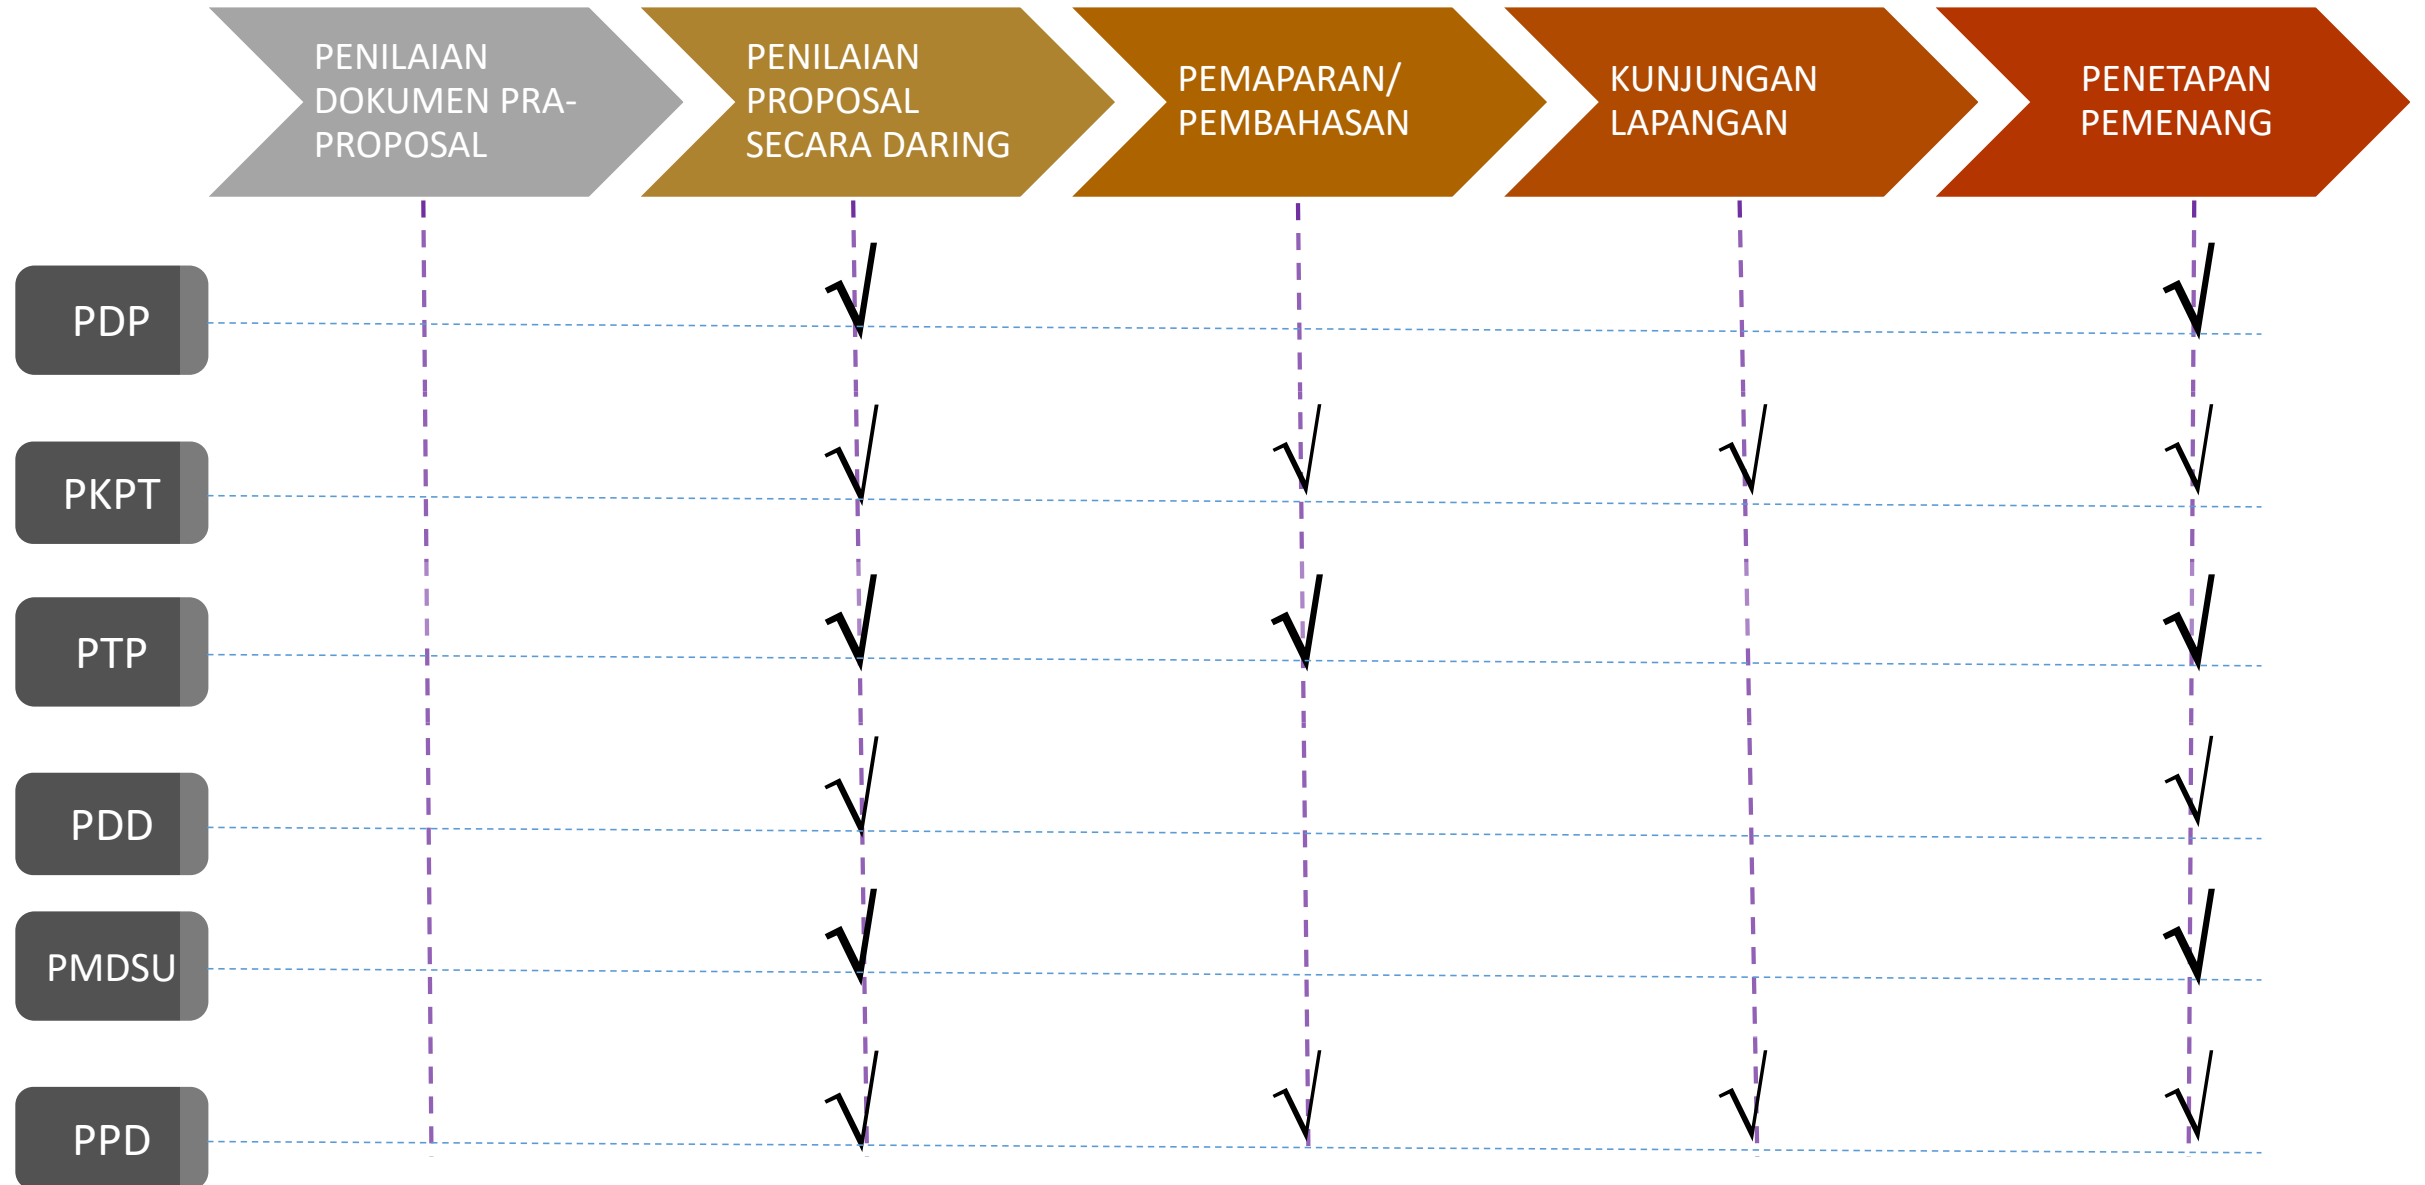 PENILAIAN
DOKUMEN PRA-
PROPOSAL
PENILAIAN
PROPOSAL
SECARA DARING
PEMAPARAN/
PEMBAHASAN
KUNJUNGAN
LAPANGAN
PENETAPAN
PEMENANG
PDP
√ √
PKPT
√ √ √ √
PTP
√ √ √
PDD
√ √
PMDSU
√ √
PPD
√ √ √ √